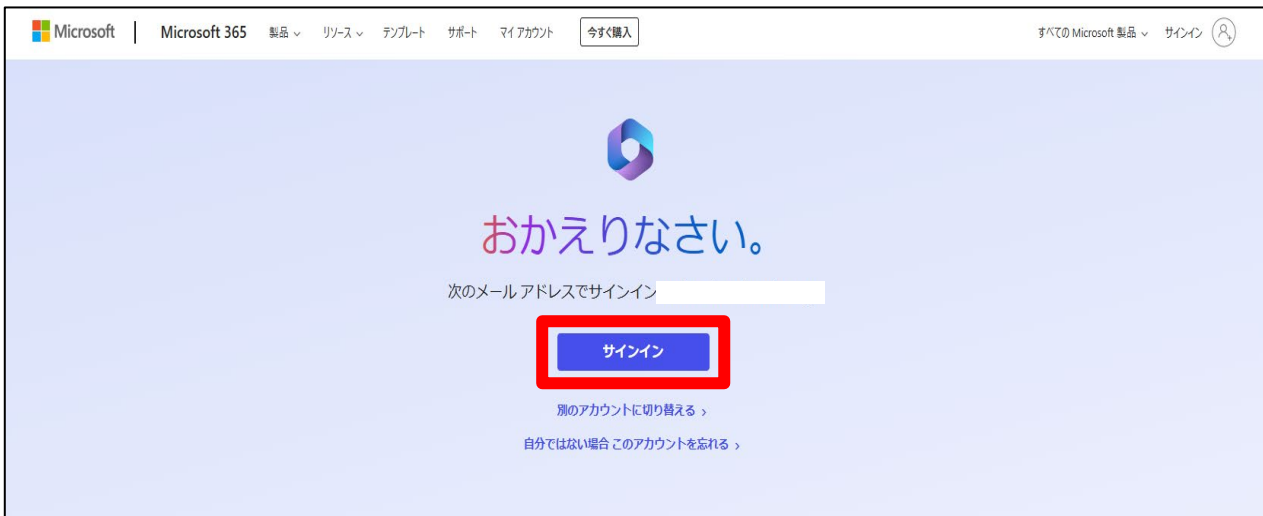 Microsoft Microsoft 365 製品 リソース テンプレート サポート マイ アカウント 今すぐ購入 すべての Microsoft 製品 サインイン
おかえりなさい。
次のメール アドレスでサインイン
サインイン
別のアカウントに切り替える
自分ではない場合 このアカウントを忘れる